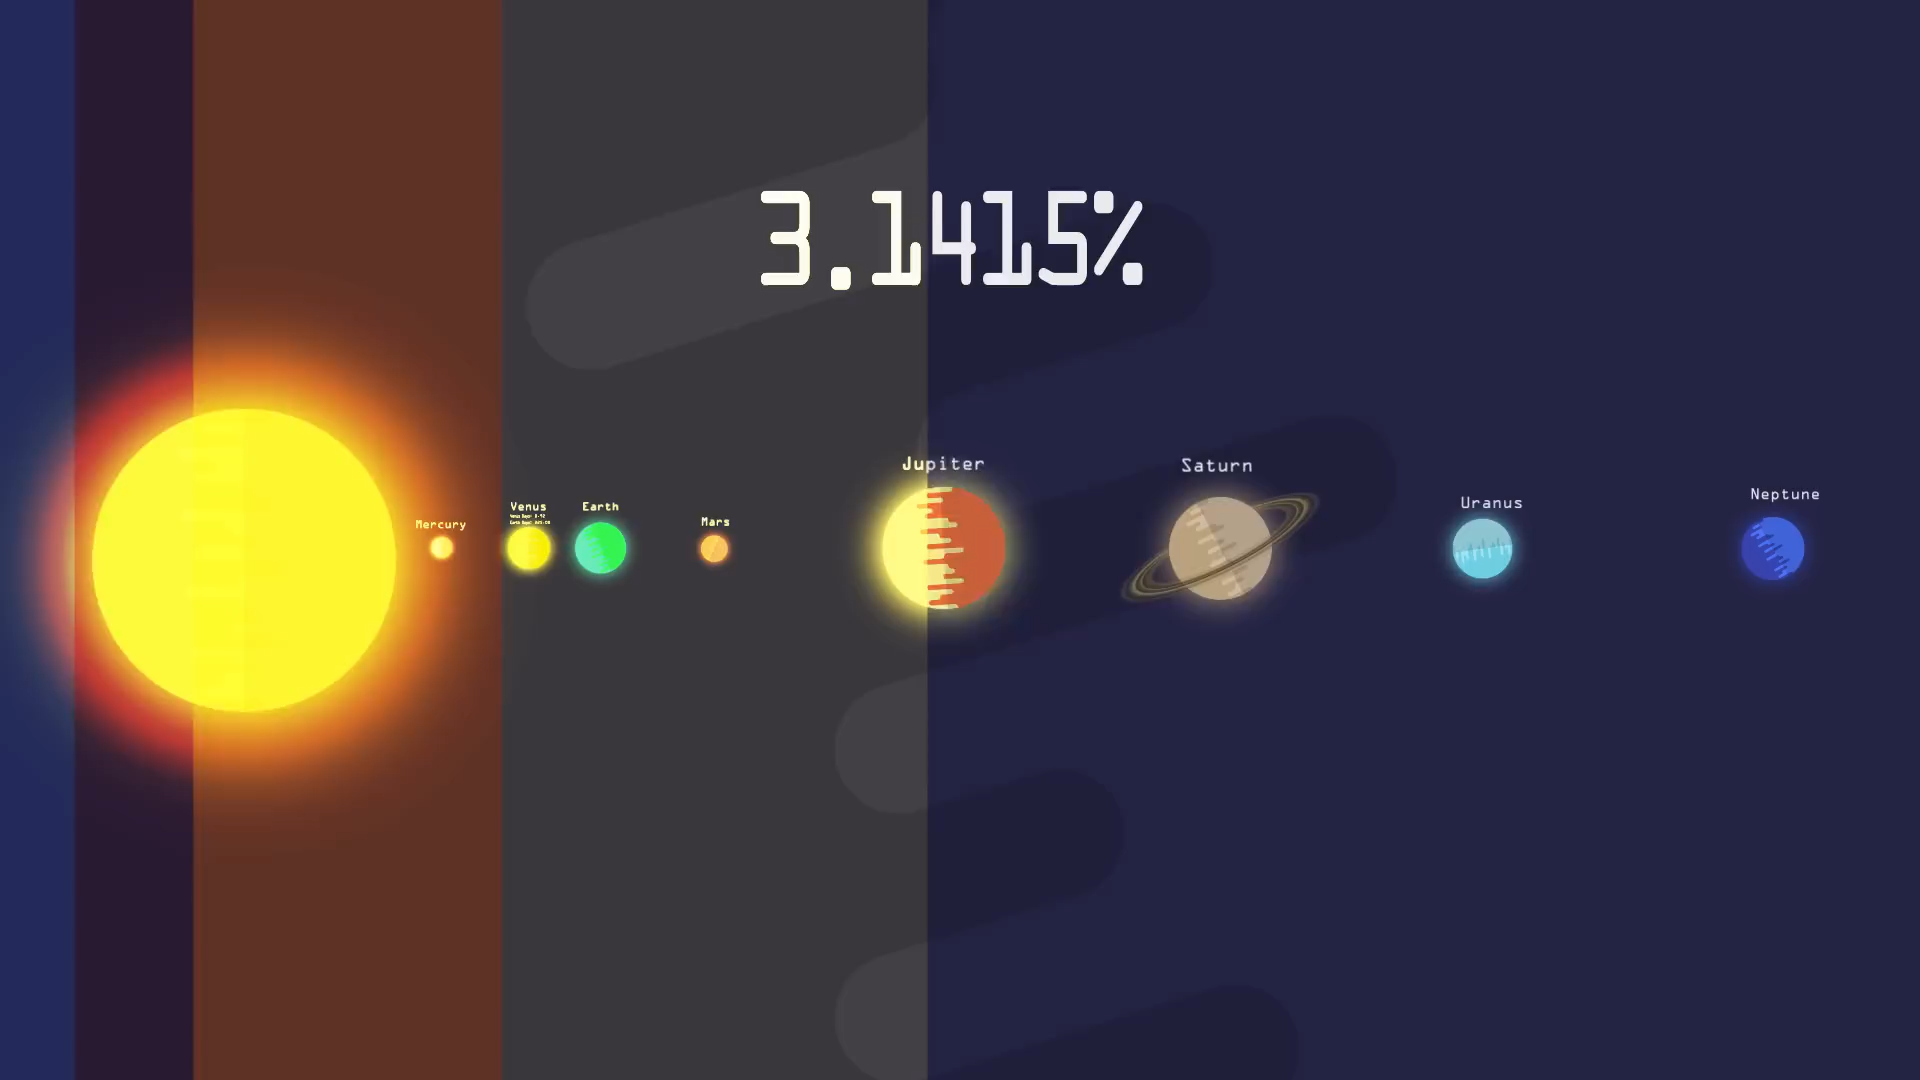 3.1415%
Jupiter
Saturn
Neptune
Uranus
Venus
Earth
Mars
Mercury